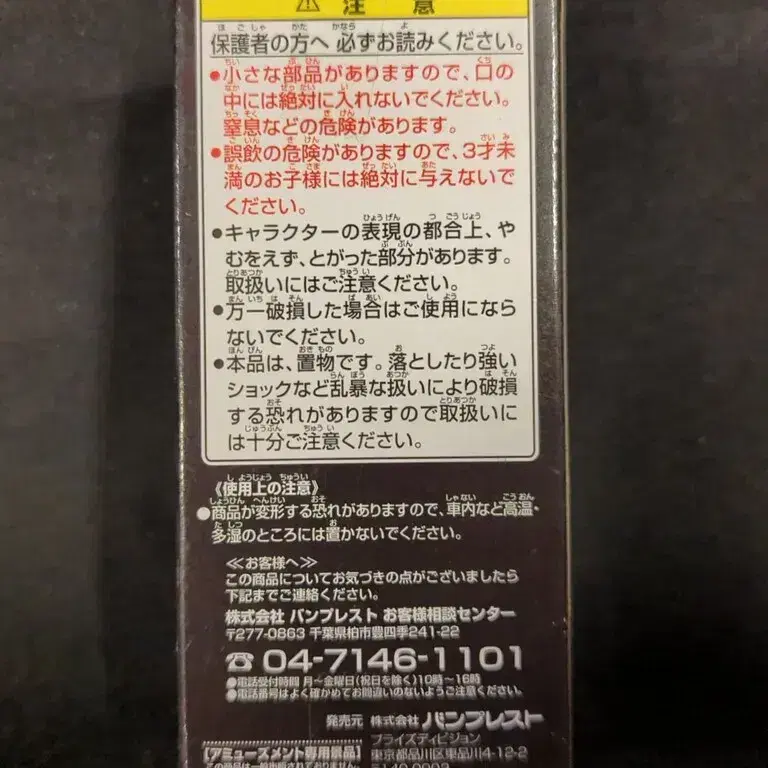 ⚠ 注意
保護者の方へ 必ずお読みください。
●小さな部品がありますので、口の
中には絶対に入れないでください。
窒息などの危険があります。
●誤飲の危険がありますので、3才未
満のお子様には絶対に与えないで
ください。
●キャラクターの表現の都合上、や
むをえず、とがった部分があります。
取扱いにはご注意ください。
●万一破損した場合はご使用になら
ないでください。
●本品は、置物です。落としたり強い
ショックなど乱暴な扱いにより破損
する恐れがありますので取扱いに
は十分ご注意ください。
《使用上の注意》
●商品が変形する恐れがありますので、車内など高温・
多湿のところには置かないでください。
≪お客様へ≫
この商品についてお気づきの点がございましたら
下記までご連絡ください。
株式会社 バンプレスト お客様相談センター
〒277-0863 千葉県柏市豊四季241-22
☎04-7146-1101
●電話受付時間 月〜金曜日(祝日を除く)10時〜16時
●電話番号はよく確かめてお間違いのないようご注意ください。
発売元 株式会社 バンプレスト
プライズディビジョン
東京都品川区東品川4-12-2
【アミューズメント専用景品】